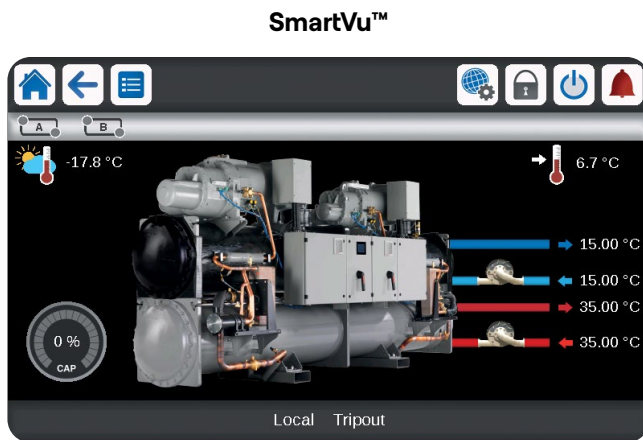 SmartVu™
A B
-17.8 °C
6.7 °C
15.00 °C
15.00 °C
35.00 °C
35.00 °C
0 %
CAP
Local Tripout